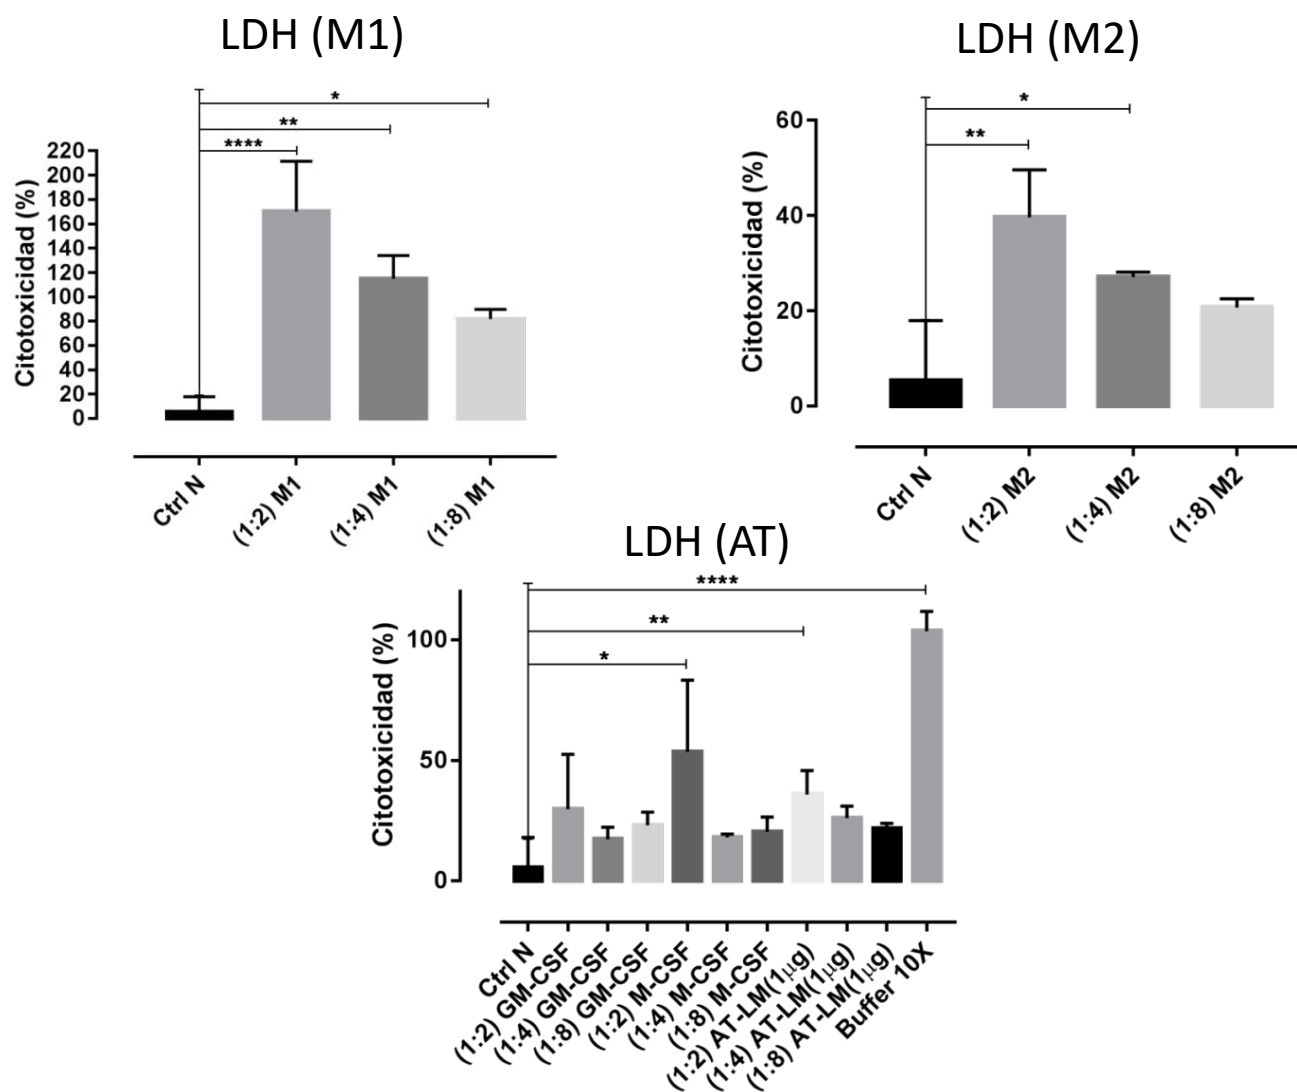 LDH (M1)
*
**
****
Citotoxicidad (%)
220
200
180
160
140
120
100
80
60
40
20
0
Ctrl N
(1:2) M1
(1:4) M1
(1:8) M1
LDH (M2)
*
**
Citotoxicidad (%)
60
40
20
0
Ctrl N
(1:2) M2
(1:4) M2
(1:8) M2
LDH (AT)
****
**
*
Citotoxicidad (%)
100
50
0
Ctrl N
(1:2) GM-CSF
(1:4) GM-CSF
(1:8) GM-CSF
(1:2) M-CSF
(1:4) M-CSF
(1:8) M-CSF
(1:2) AT-LM(1μg)
(1:4) AT-LM(1μg)
(1:8) AT-LM(1μg)
Buffer 10X